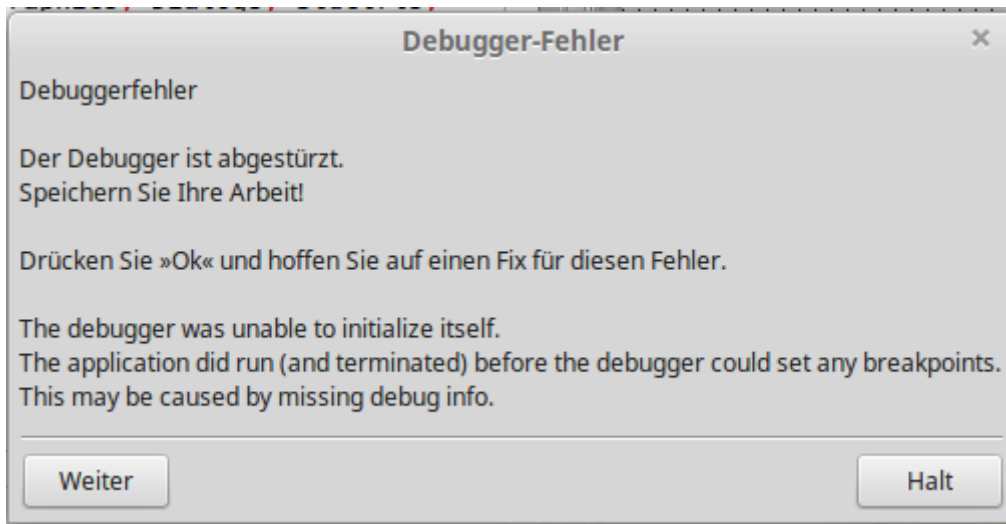 Debugger-Fehler
Debuggerfehler
Der Debugger ist abgestürzt.
Speichern Sie Ihre Arbeit!
Drücken Sie »Ok« und hoffen Sie auf einen Fix für diesen Fehler.
The debugger was unable to initialize itself.
The application did run (and terminated) before the debugger could set any breakpoints.
This may be caused by missing debug info.
Weiter
Halt